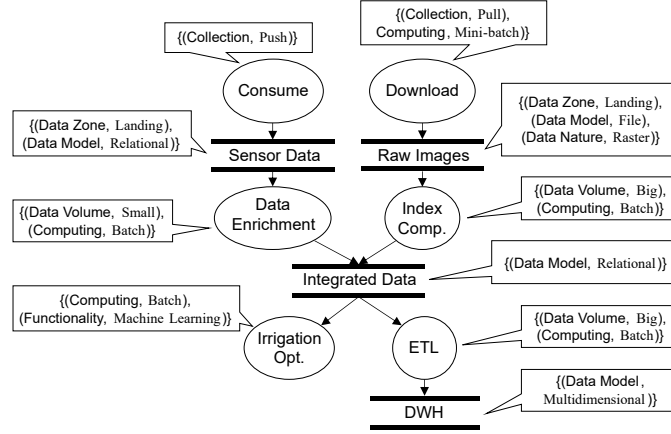 {(Collection, Push)}
{(Collection, Pull),
Computing, Mini-batch}
Consume
Download
{(Data Zone, Landing),
(Data Model, Relational)}
{(Data Zone, Landing),
(Data Model, File),
(Data Nature, Raster)}
Sensor Data
Raw Images
{(Data Volume, Small),
(Computing, Batch)}
Data
Enrichment
Index
Comp.
{(Data Volume, Big),
(Computing, Batch)}
Integrated Data
{(Data Model, Relational)}
{(Computing, Batch),
(Functionality, Machine Learning)}
Irrigation
Opt.
ETL
{(Data Volume, Big),
(Computing, Batch)}
DWH
{(Data Model,
Multidimensional)}